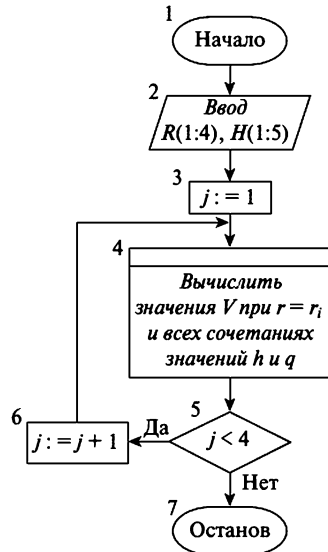 1
Начало
2
Ввод
R(1:4), H(1:5)
3
j : = 1
4
Вычислить
значения V при r = r_i
и всех сочетаниях
значений h и q
5
j < 4
Да
6
j : = j + 1
Нет
7
Останов